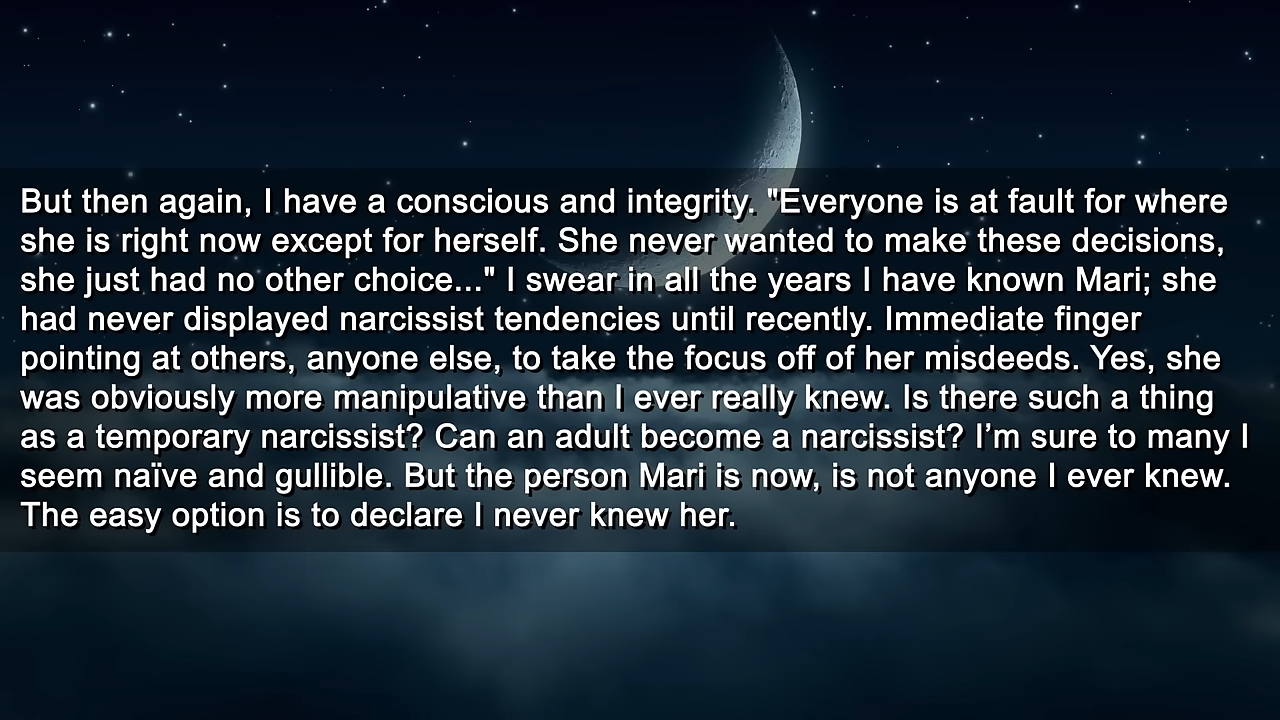 But then again, I have a conscious and integrity. "Everyone is at fault for where
she is right now except for herself. She never wanted to make these decisions,
she just had no other choice..." I swear in all the years I have known Mari; she
had never displayed narcissist tendencies until recently. Immediate finger
pointing at others, anyone else, to take the focus off of her misdeeds. Yes, she
was obviously more manipulative than I ever really knew. Is there such a thing
as a temporary narcissist? Can an adult become a narcissist? I’m sure to many I
seem naïve and gullible. But the person Mari is now, is not anyone I ever knew.
The easy option is to declare I never knew her.